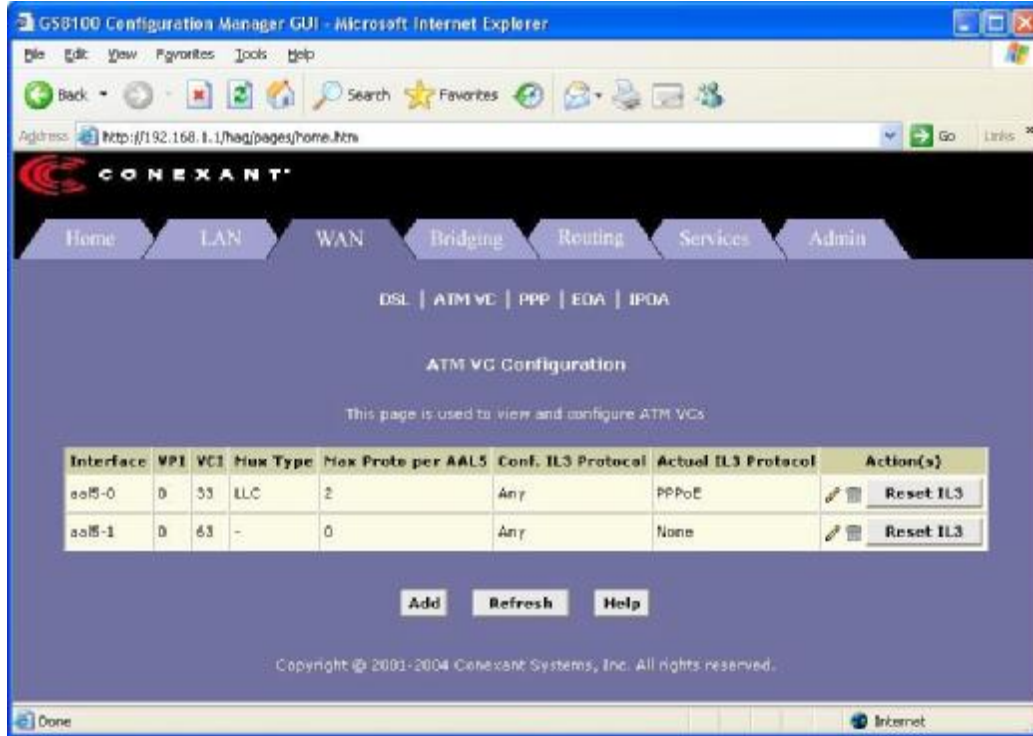 GS8100 Configuration Manager GUI - Microsoft Internet Explorer
File Edit View Favorites Tools Help
Back Search Favorites
Address http://192.168.1.1/hag/pages/home.htm Go Links
CONEXANT
Home LAN WAN Bridging Routing Services Admin
DSL | ATM VC | PPP | EOA | IPOA
ATM VC Configuration
This page is used to view and configure ATM VCs
Interface VPI VCI Mux Type Max Proto per AAL5 Conf. IL3 Protocol Actual IL3 Protocol Action(s)
aal5-0 0 33 LLC 2 Any PPPoE Reset IL3
aal5-1 0 63 - 0 Any None Reset IL3
Add Refresh Help
Copyright © 2001-2004 Conexant Systems, Inc. All rights reserved.
Done Internet